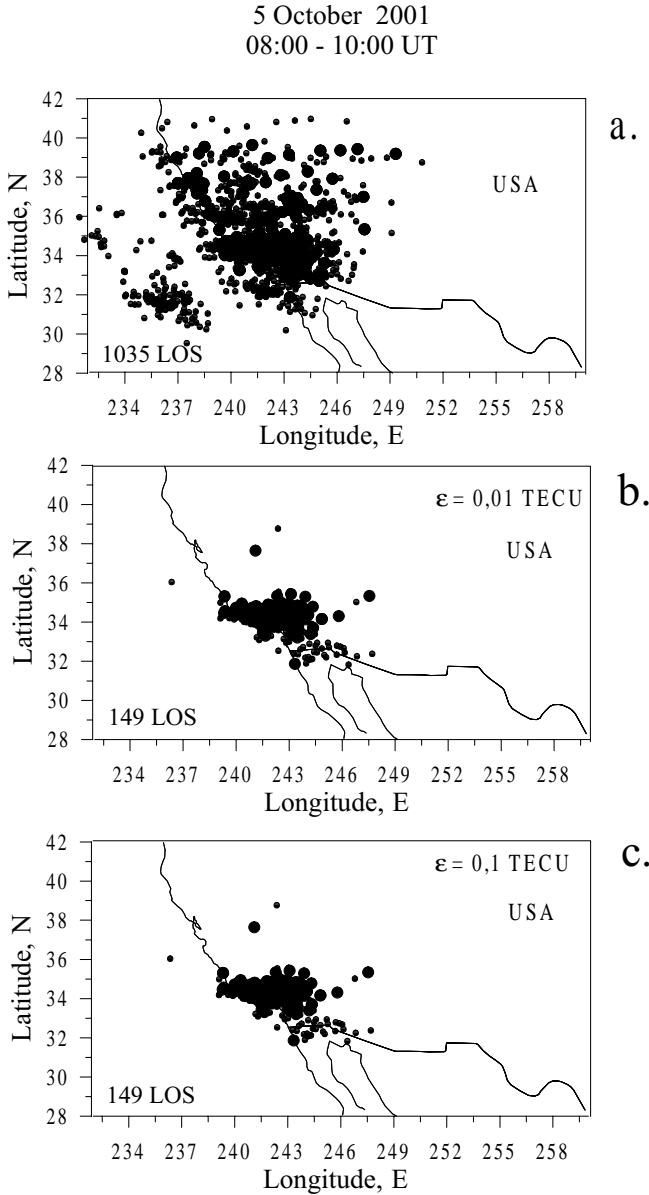 5 October 2001
08:00 - 10:00 UT
a.
42
40
38
36
34
32
30
28
Latitude, N
USA
1035 LOS
234 237 240 243 246 249 252 255 258
Longitude, E
b.
42
40
38
36
34
32
30
28
Latitude, N
ε = 0,01 TECU
USA
149 LOS
234 237 240 243 246 249 252 255 258
Longitude, E
c.
42
40
38
36
34
32
30
28
Latitude, N
ε = 0,1 TECU
USA
149 LOS
234 237 240 243 246 249 252 255 258
Longitude, E